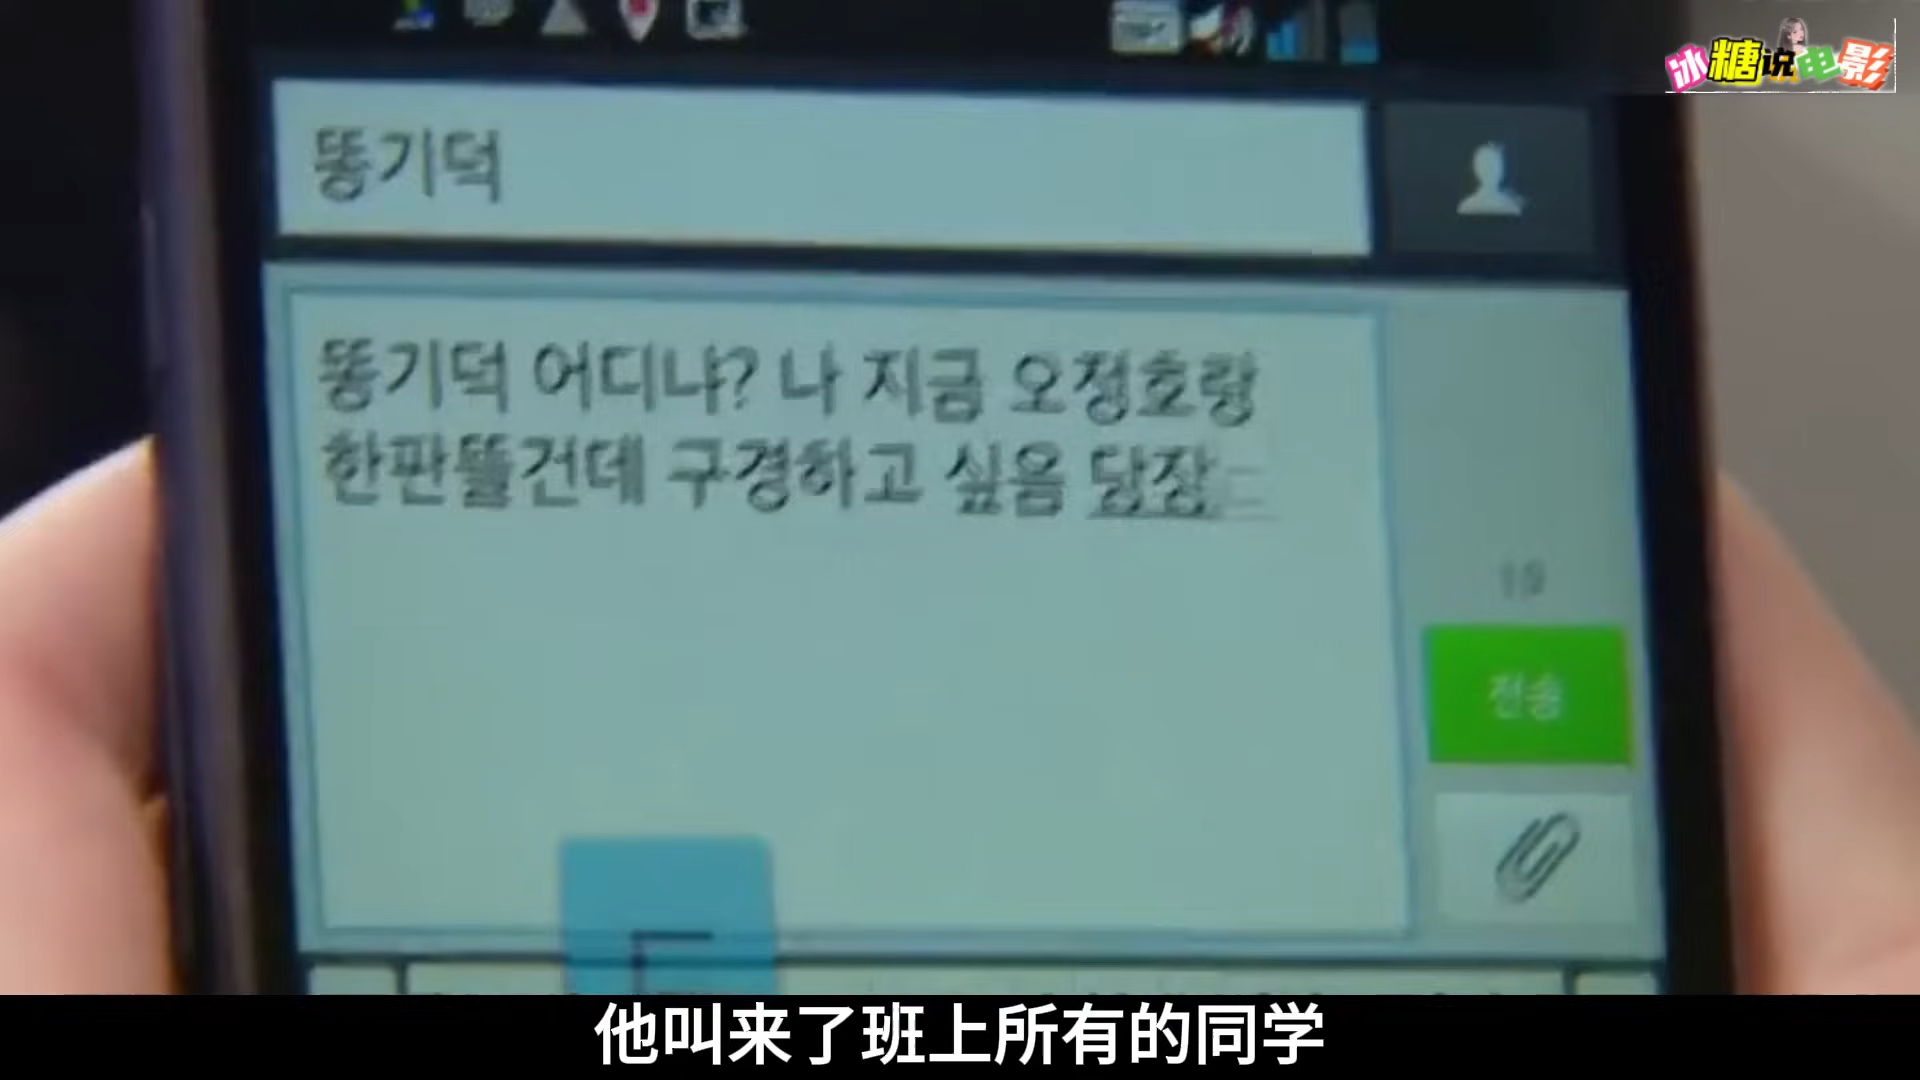 冰糖说电影
똥기덕
똥기덕 어디냐? 나 지금 오정호랑
한판뜰건데 구경하고 싶음 당장ㄷ
전송
ㄷ
他叫来了班上所有的同学